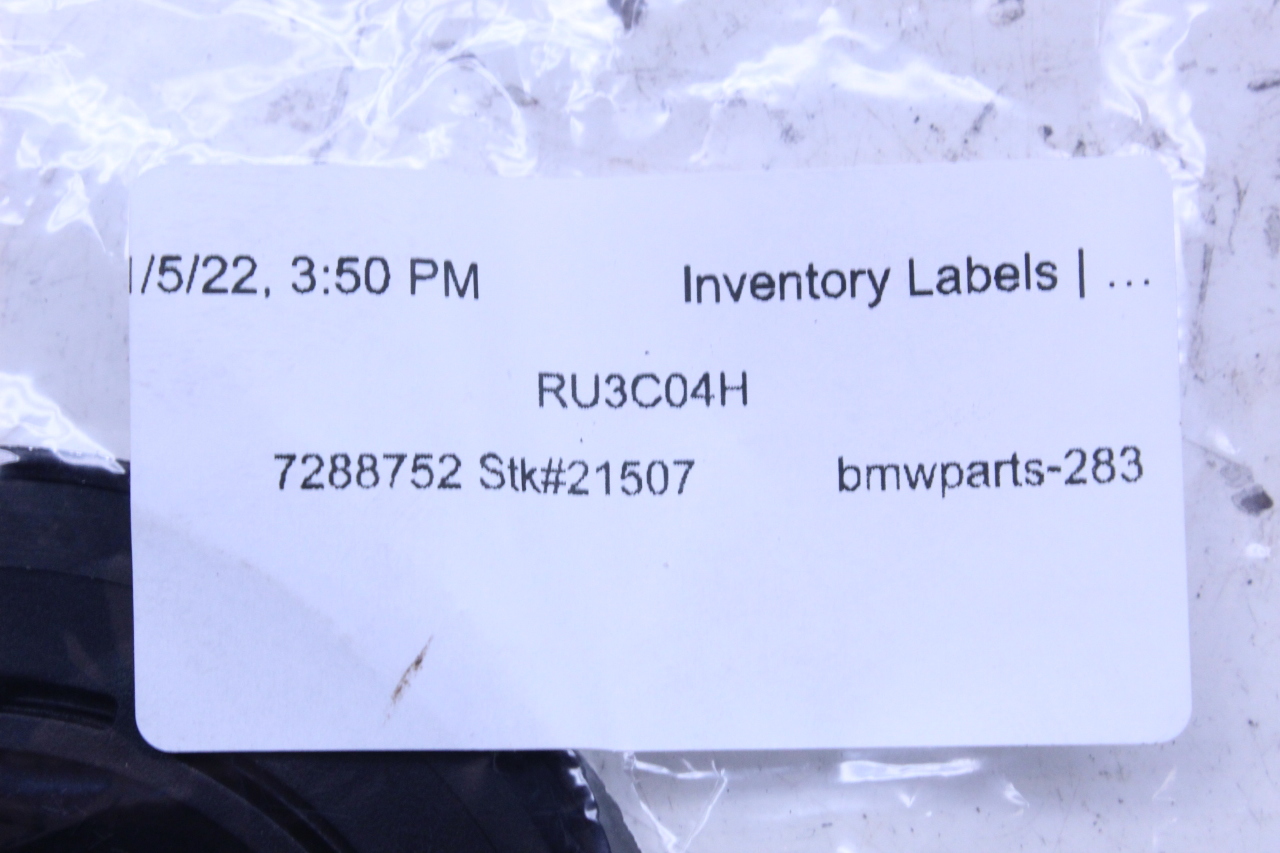 /5/22, 3:50 PM Inventory Labels | ...
RU3C04H
7288752 Stk#21507 bmwparts-283